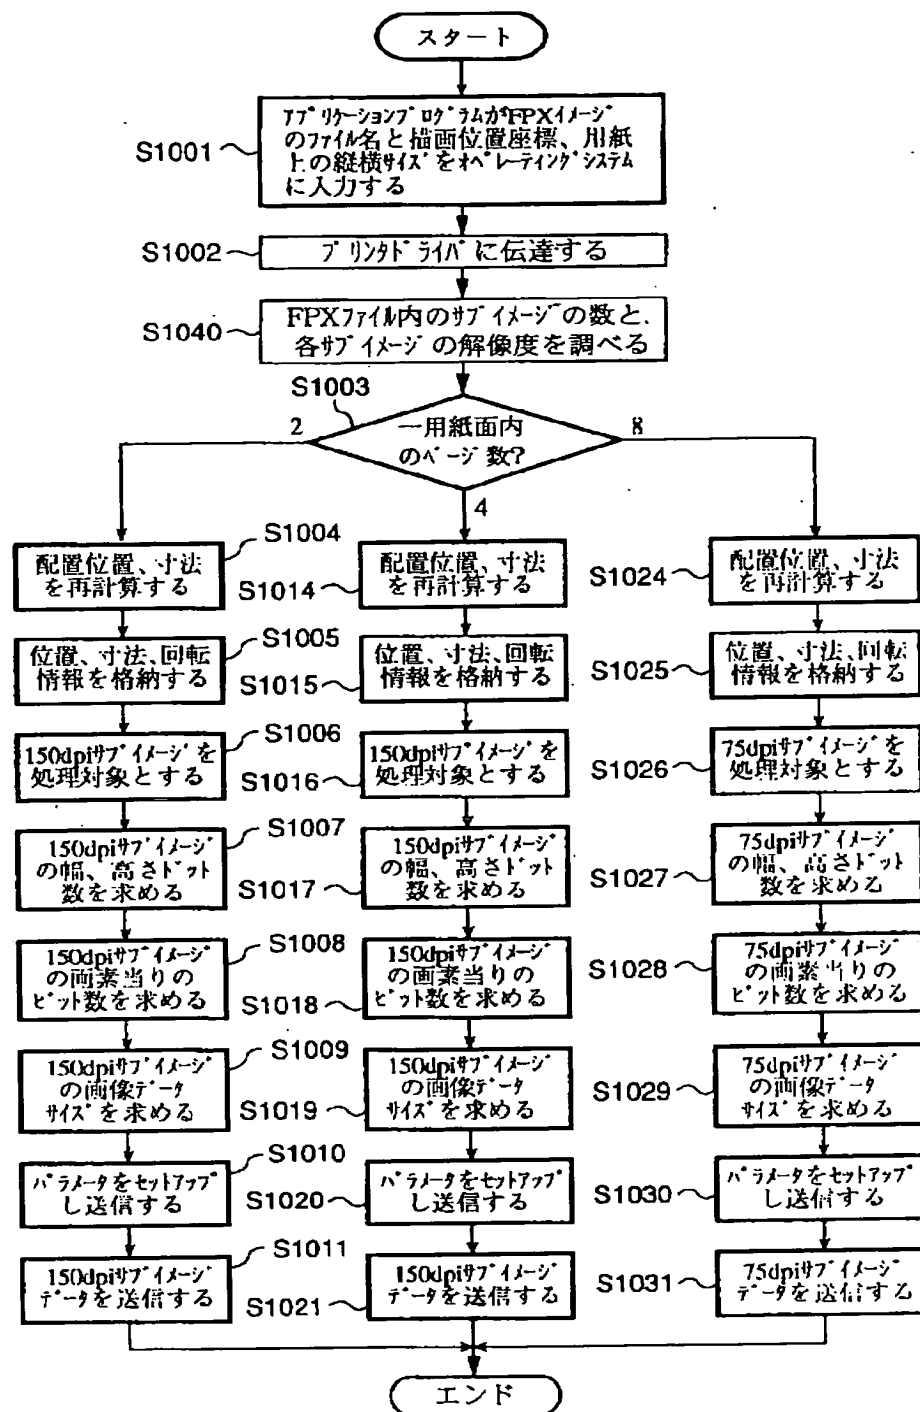 スタート
アプリケーションプログラムがFPXイメージ
のファイル名と描画位置座標、用紙
上の縦横サイズをオペレーティングシステム
に入力する
S1001
プリンタドライバに伝達する
S1002
FPXファイル内のサブイメージの数と、
各サブイメージの解像度を調べる
S1040
S1003
一用紙面内
のページ数?
2
4
8
S1004
配置位置、寸法
を再計算する
S1005
位置、寸法、回転
情報を格納する
S1006
150dpiサブイメージを
処理対象とする
S1007
150dpiサブイメージ
の幅、高さドット
数を求める
S1008
150dpiサブイメージ
の画素当りの
ビット数を求める
S1009
150dpiサブイメージ
の画像データ
サイズを求める
S1010
パラメータをセットアップ
し送信する
S1011
150dpiサブイメージ
データを送信する
S1014
配置位置、寸法
を再計算する
S1015
位置、寸法、回転
情報を格納する
S1016
150dpiサブイメージを
処理対象とする
S1017
150dpiサブイメージ
の幅、高さドット
数を求める
S1018
150dpiサブイメージ
の画素当りの
ビット数を求める
S1019
150dpiサブイメージ
の画像データ
サイズを求める
S1020
パラメータをセットアップ
し送信する
S1021
150dpiサブイメージ
データを送信する
S1024
配置位置、寸法
を再計算する
S1025
位置、寸法、回転
情報を格納する
S1026
75dpiサブイメージを
処理対象とする
S1027
75dpiサブイメージ
の幅、高さドット
数を求める
S1028
75dpiサブイメージ
の画素当りの
ビット数を求める
S1029
75dpiサブイメージ
の画像データ
サイズを求める
S1030
パラメータをセットアップ
し送信する
S1031
75dpiサブイメージ
データを送信する
エンド